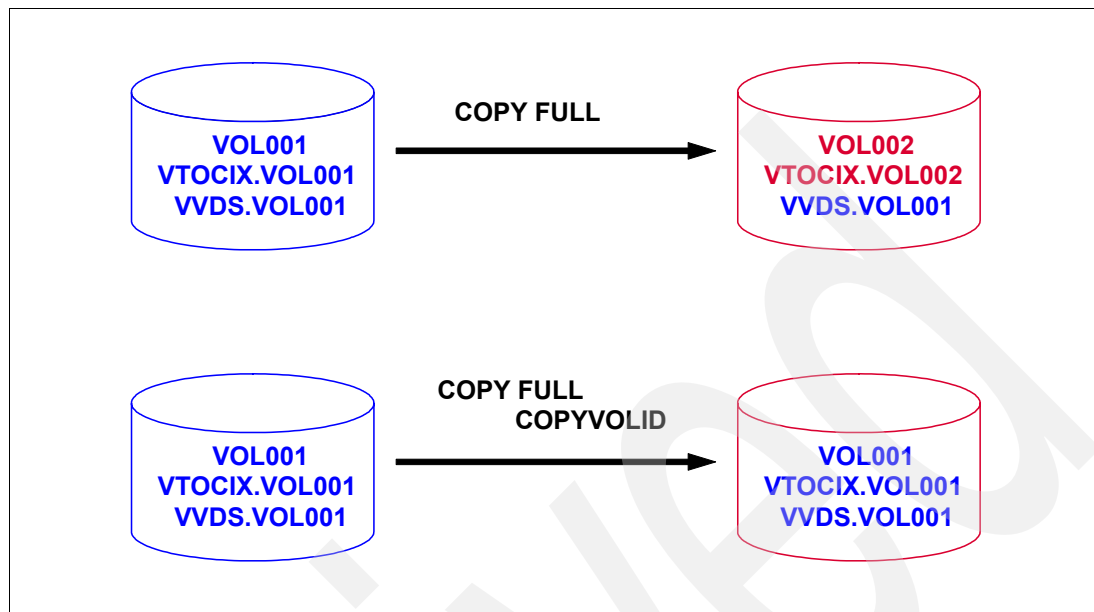 VOL001
VTOCIX.VOL001
VVDS.VOL001
COPY FULL
VOL002
VTOCIX.VOL002
VVDS.VOL001
VOL001
VTOCIX.VOL001
VVDS.VOL001
COPY FULL
COPYVOLID
VOL001
VTOCIX.VOL001
VVDS.VOL001